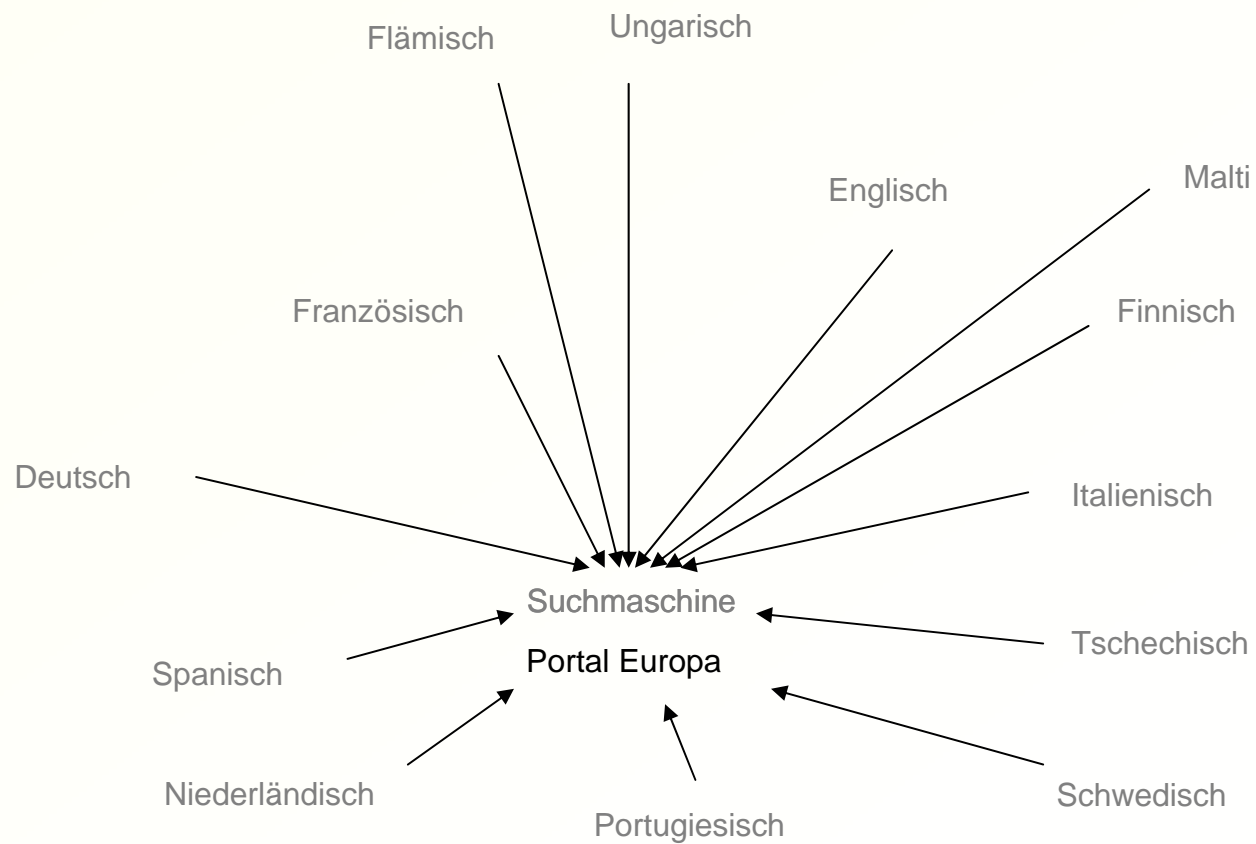 Flämisch
Ungarisch
Englisch
Malti
Französisch
Finnisch
Deutsch
Italienisch
Suchmaschine
Tschechisch
Portal Europa
Spanisch
Niederländisch
Schwedisch
Portugiesisch